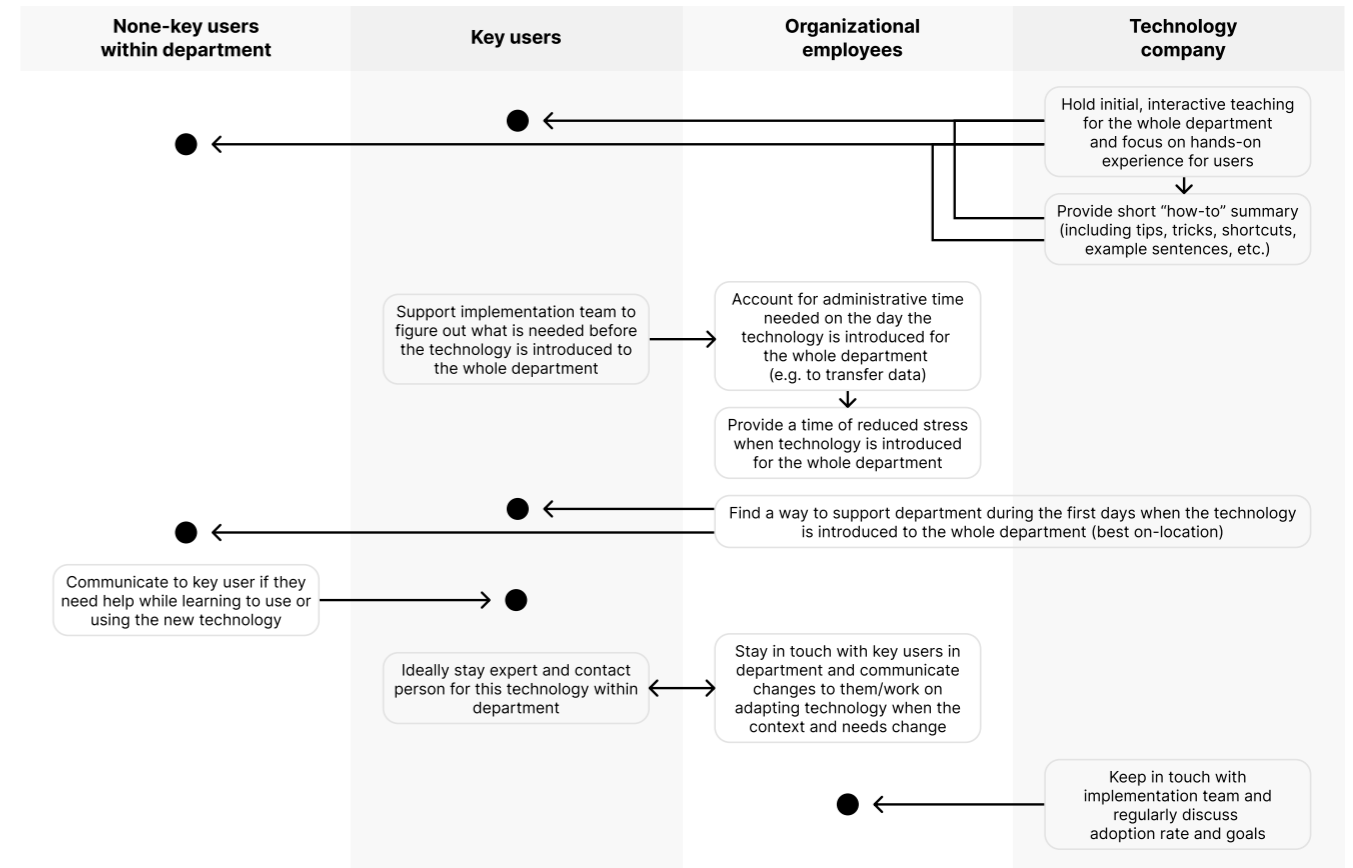 None-key users
within department
Key users
Organizational
employees
Technology
company
Hold initial, interactive teaching
for the whole department
and focus on hands-on
experience for users
Provide short “how-to” summary
(including tips, tricks, shortcuts,
example sentences, etc.)
Support implementation team to
figure out what is needed before
the technology is introduced to
the whole department
Account for administrative time
needed on the day the
technology is introduced for
the whole department
(e.g. to transfer data)
Provide a time of reduced stress
when technology is introduced
for the whole department
Find a way to support department during the first days when the technology
is introduced to the whole department (best on-location)
Communicate to key user if they
need help while learning to use or
using the new technology
Ideally stay expert and contact
person for this technology within
department
Stay in touch with key users in
department and communicate
changes to them/work on
adapting technology when the
context and needs change
Keep in touch with
implementation team and
regularly discuss
adoption rate and goals